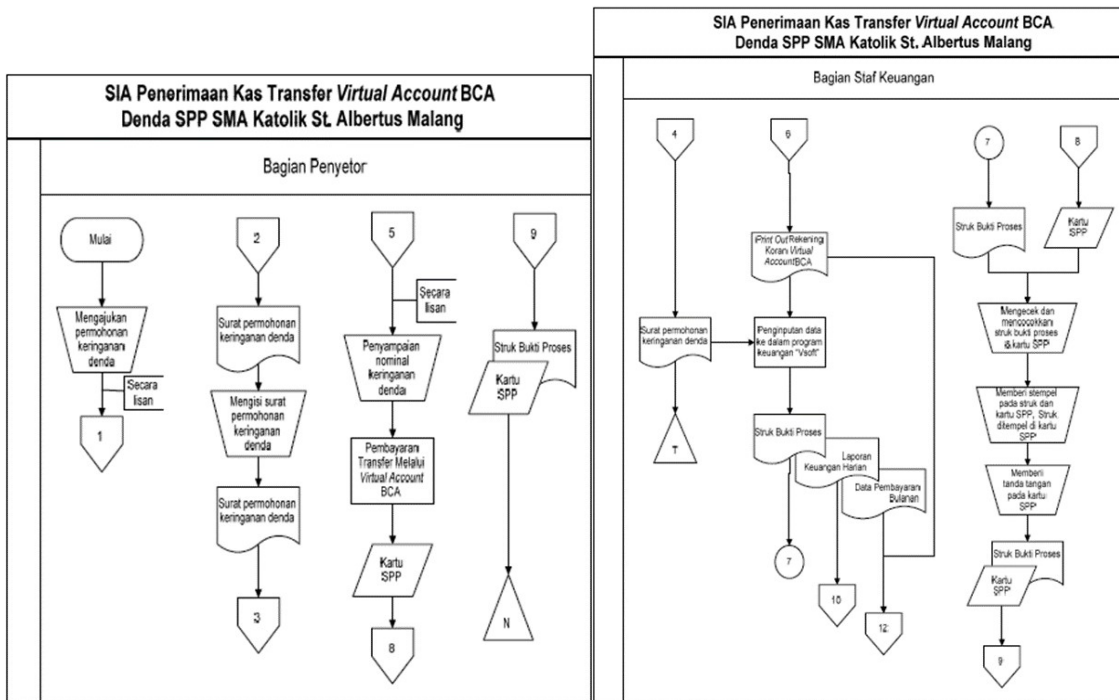 SIA Penerimaan Kas Transfer Virtual Account BCA
Denda SPP SMA Katolik St. Albertus Malang
Bagian Penyetor
Mulai
Mengajukan
permohonan
keringanan
denda
Secara
lisan
1
2
Surat permohonan
keringanan denda
Mengisi surat
permohonan
keringanan
denda
Surat permohonan
keringanan denda
3
5
Secara
lisan
Penyampaian
nominal
keringanan
denda
Pembayaran
Transfer Melalui
Virtual Account
BCA
Kartu
SPP
8
9
Struk Bukti Proses
Kartu
SPP
N
SIA Penerimaan Kas Transfer Virtual Account BCA
Denda SPP SMA Katolik St. Albertus Malang
Bagian Staf Keuangan
4
Surat permohonan
keringanan denda
T
6
Print Out Rekening
Koran Virtual
Account BCA
Penginputan data
ke dalam program
keuangan "Vsoft"
Struk Bukti Proses
Laporan
Keuangan Harian
Data Pembayaran
Bulanan
7
10
12
7
8
Struk Bukti Proses
Kartu
SPP
Mengecek dan
mencocokkan
struk bukti proses
& kartu SPP
Memberi stempel
pada struk dan
kartu SPP, Struk
ditempel di kartu
SPP
Memberi
tanda tangan
pada kartu
SPP
Struk Bukti Proses
Kartu
SPP
9